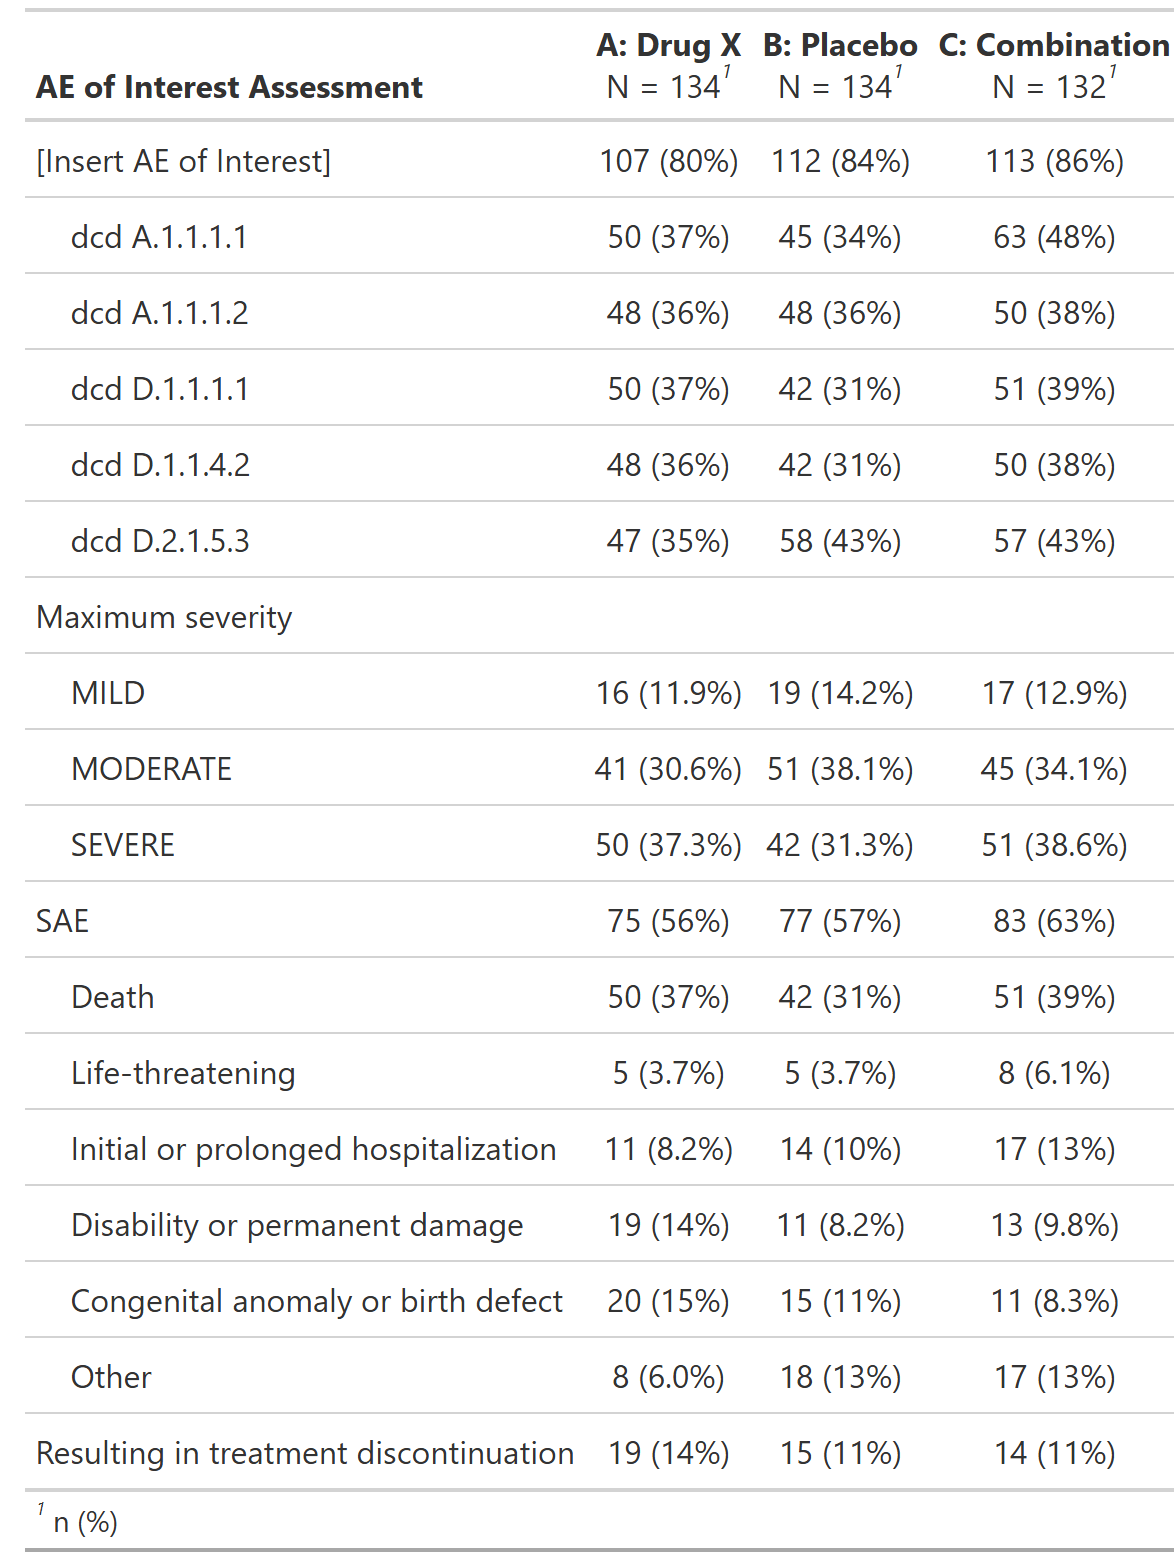 A: Drug X B: Placebo C: Combination
AE of Interest Assessment N = 134¹ N = 134¹ N = 132¹
[Insert AE of Interest] 107 (80%) 112 (84%) 113 (86%)
dcd A.1.1.1.1 50 (37%) 45 (34%) 63 (48%)
dcd A.1.1.1.2 48 (36%) 48 (36%) 50 (38%)
dcd D.1.1.1.1 50 (37%) 42 (31%) 51 (39%)
dcd D.1.1.4.2 48 (36%) 42 (31%) 50 (38%)
dcd D.2.1.5.3 47 (35%) 58 (43%) 57 (43%)
Maximum severity
MILD 16 (11.9%) 19 (14.2%) 17 (12.9%)
MODERATE 41 (30.6%) 51 (38.1%) 45 (34.1%)
SEVERE 50 (37.3%) 42 (31.3%) 51 (38.6%)
SAE 75 (56%) 77 (57%) 83 (63%)
Death 50 (37%) 42 (31%) 51 (39%)
Life-threatening 5 (3.7%) 5 (3.7%) 8 (6.1%)
Initial or prolonged hospitalization 11 (8.2%) 14 (10%) 17 (13%)
Disability or permanent damage 19 (14%) 11 (8.2%) 13 (9.8%)
Congenital anomaly or birth defect 20 (15%) 15 (11%) 11 (8.3%)
Other 8 (6.0%) 18 (13%) 17 (13%)
Resulting in treatment discontinuation 19 (14%) 15 (11%) 14 (11%)
¹ n (%)